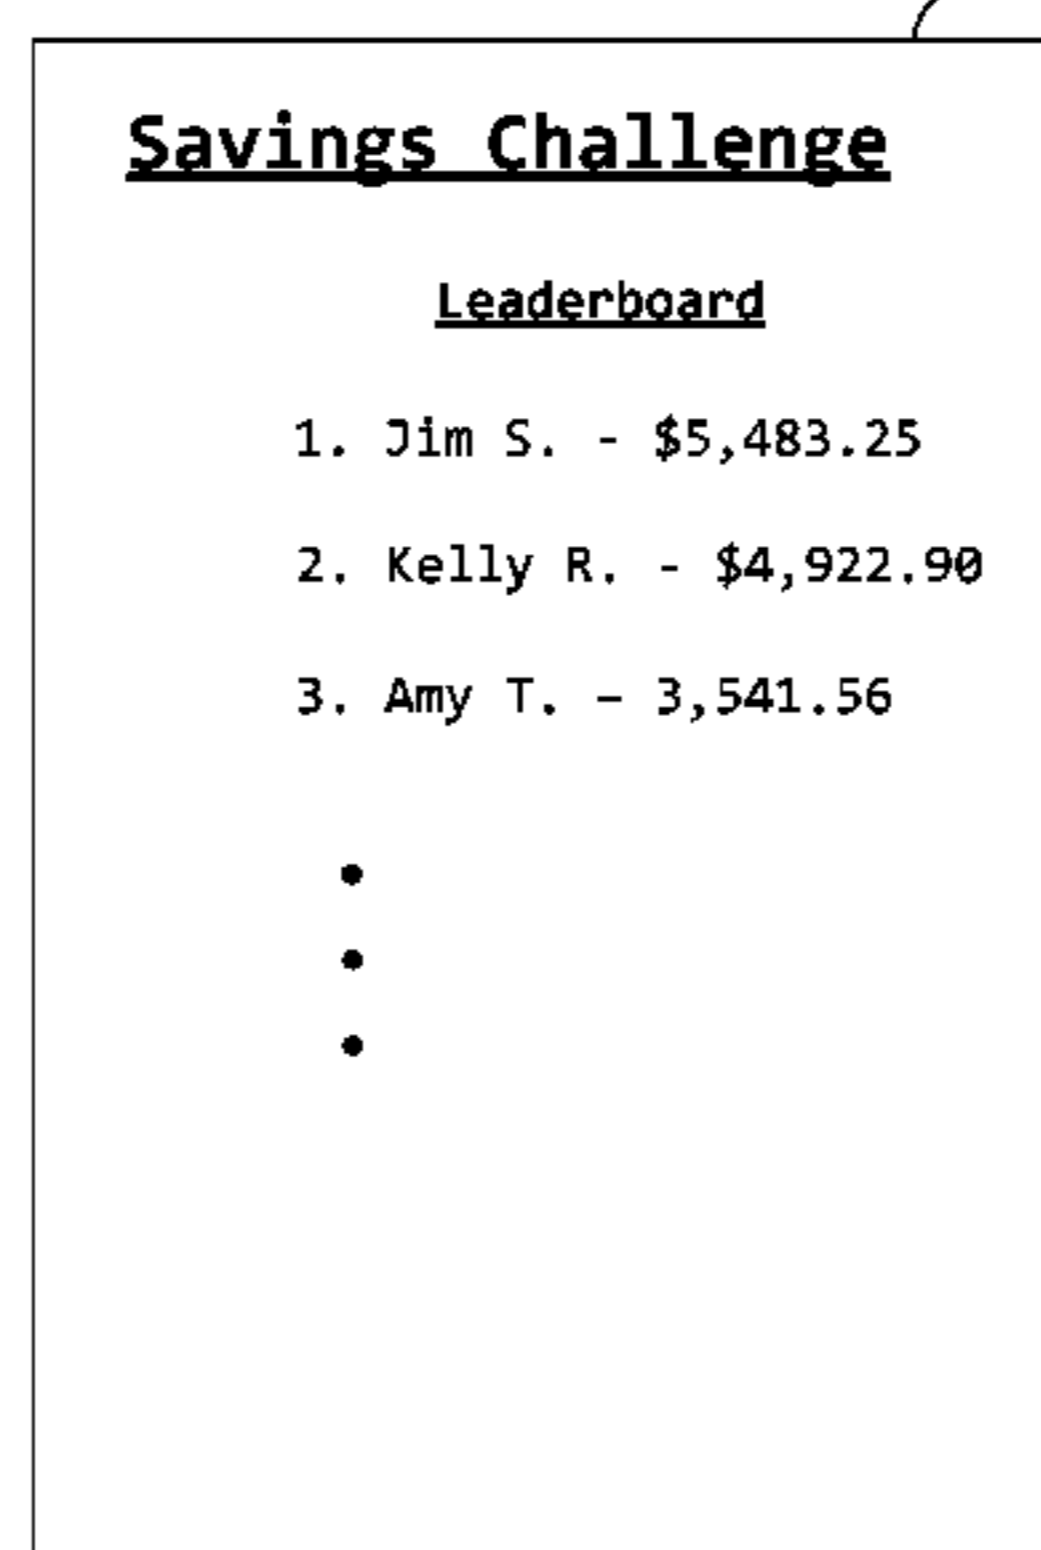 Savings Challenge
Leaderboard
1. Jim S. - $5,483.25
2. Kelly R. - $4,922.90
3. Amy T. – 3,541.56